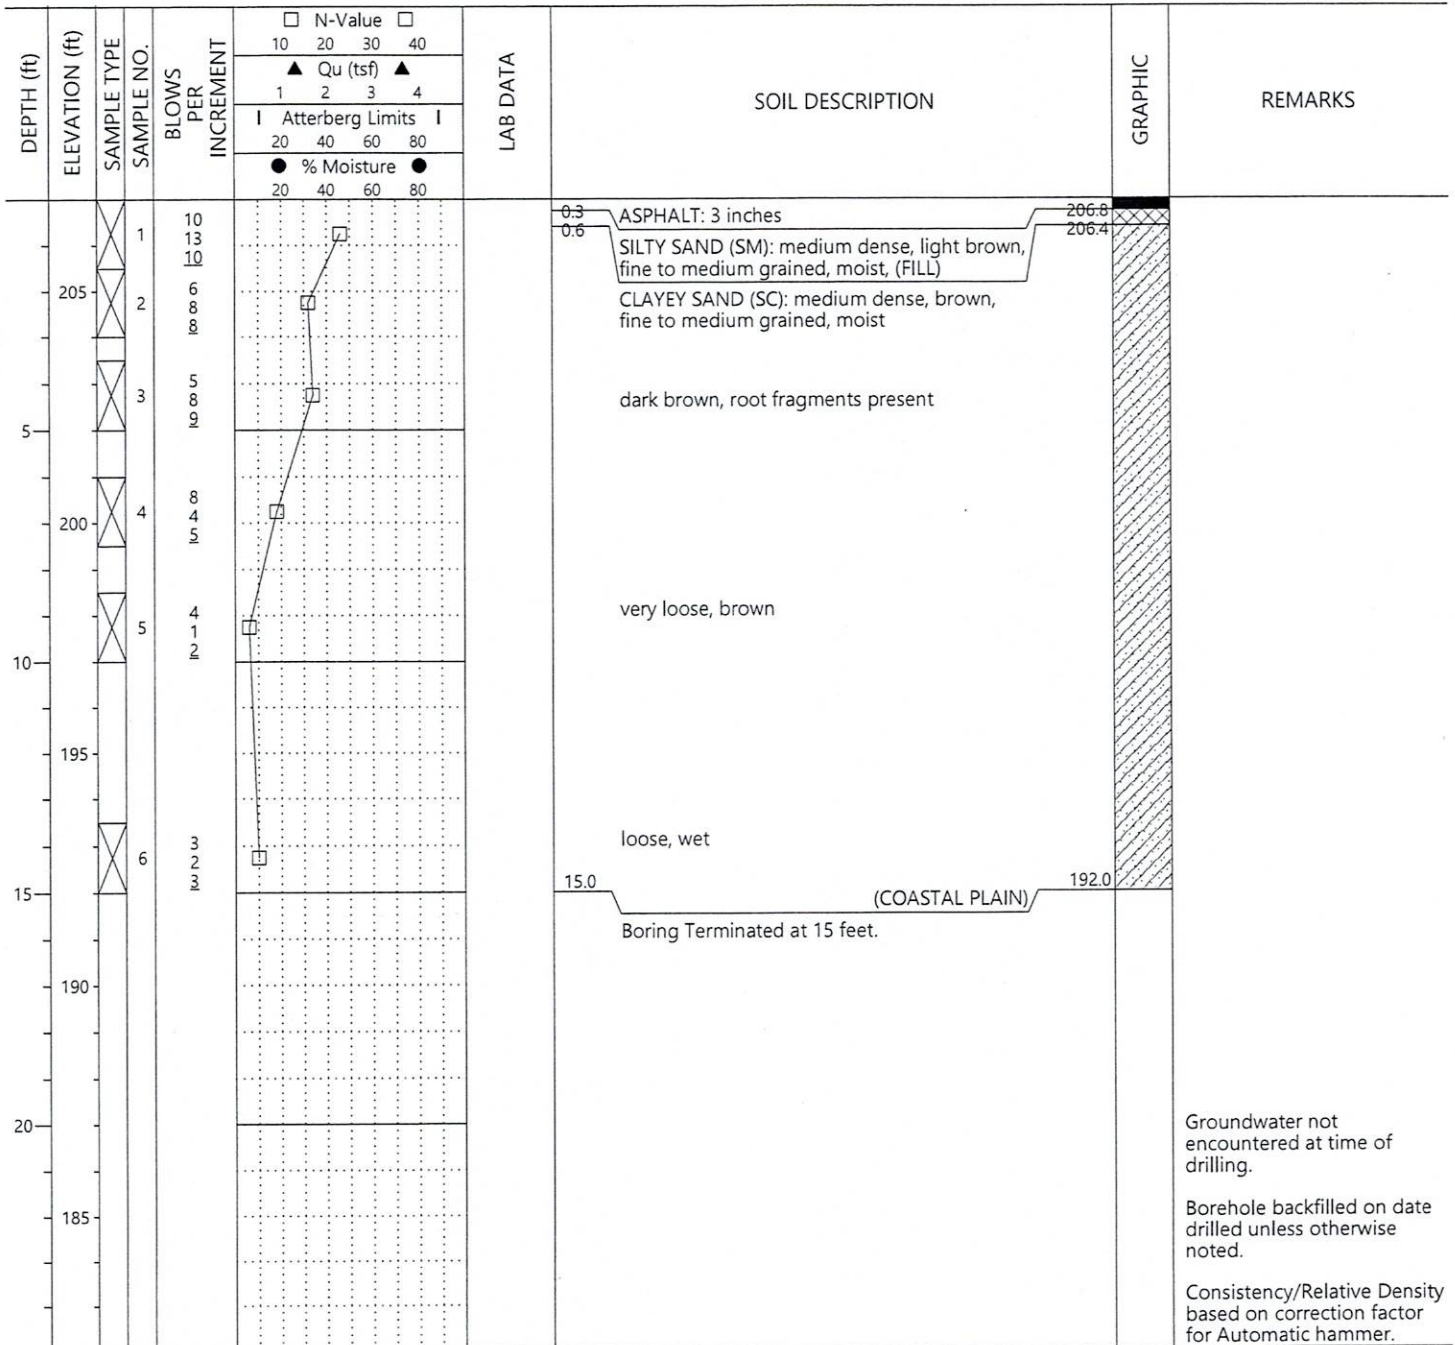 DEPTH (ft)
ELEVATION (ft)
SAMPLE TYPE
SAMPLE NO.
BLOWS
PER
INCREMENT
N-Value
10 20 30 40
Qu (tsf)
1 2 3 4
Atterberg Limits
20 40 60 80
% Moisture
20 40 60 80
LAB DATA
SOIL DESCRIPTION
GRAPHIC
REMARKS
0.3 ASPHALT: 3 inches 206.8
0.6 206.4
1
10
13
10
SILTY SAND (SM): medium dense, light brown,
fine to medium grained, moist, (FILL)
205
2
6
8
8
CLAYEY SAND (SC): medium dense, brown,
fine to medium grained, moist
3
5
8
9
dark brown, root fragments present
5
200
4
8
4
5
5
4
1
2
very loose, brown
10
195
6
3
2
3
loose, wet
15
15.0 (COASTAL PLAIN) 192.0
Boring Terminated at 15 feet.
190
20
185
Groundwater not
encountered at time of
drilling.
Borehole backfilled on date
drilled unless otherwise
noted.
Consistency/Relative Density
based on correction factor
for Automatic hammer.